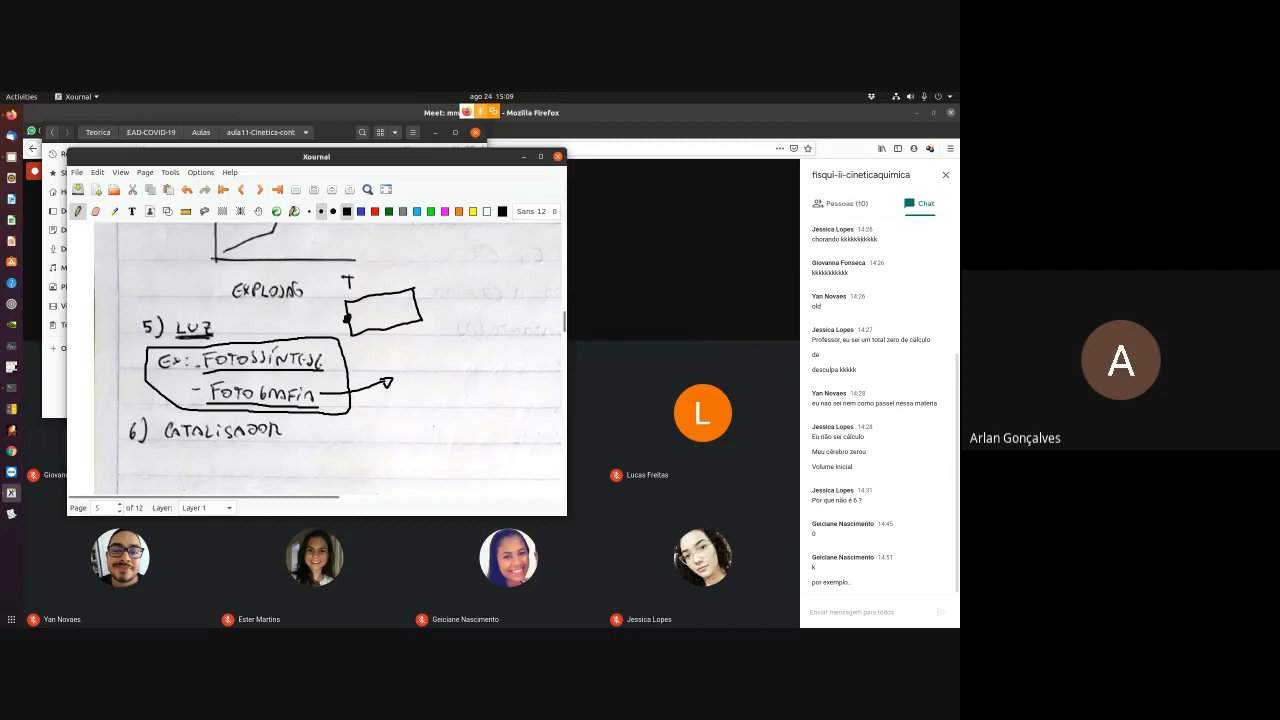 Activities
Xournal
ago 24 15:09
Meet: mn
- Mozilla Firefox
Teorica
EAD-COVID-19
Aulas
aula11-Cinetica-cont
Xournal
File Edit View Page Tools Options Help
Sans 12
EXPLOSÃO
T
5) LUZ
EX: - FOTOSSÍNTESE
- FOTOGRAFIA
6) CATALISADOR
Page 5 of 12 Layer: Layer 1
fisqui-ii-cineticaquimica
Pessoas (10)
Chat
Jessica Lopes 14:26
chorando kkkkkkkkkkk
Giovanna Fonseca 14:26
kkkkkkkkkkk
Yan Novaes 14:26
old
Jessica Lopes 14:27
Professor, eu sei um total zero de cálculo
de
desculpa kkkkk
Yan Novaes 14:28
eu nao sei nem como passei nessa materia
Jessica Lopes 14:28
Eu não sei cálculo
Meu cérebro zerou
Volume Inicial
Jessica Lopes 14:31
Por que não é 6 ?
Geiciane Nascimento 14:45
0
Geiciane Nascimento 14:51
k
por exemplo..
Enviar mensagem para todos
L
Giovan
Lucas Freitas
Yan Novaes
Ester Martins
Geiciane Nascimento
Jessica Lopes
A
Arlan Gonçalves